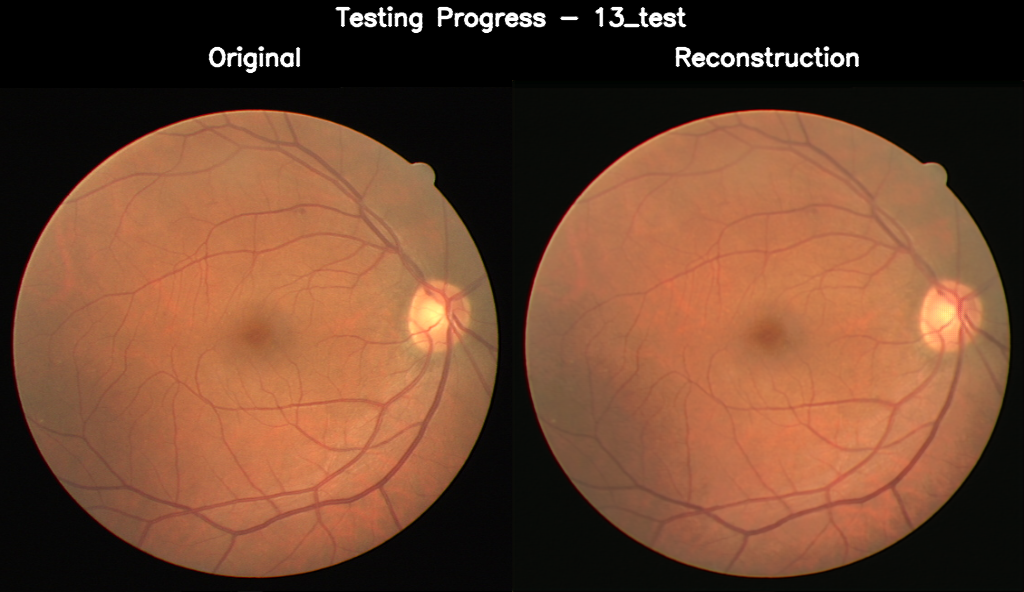 Testing Progress - 13_test
Original
Reconstruction